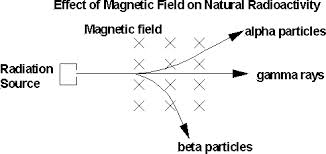 Effect of Magnetic Field on Natural Radioactivity
Magnetic field
alpha particles
Radiation
Source
gamma rays
beta particles